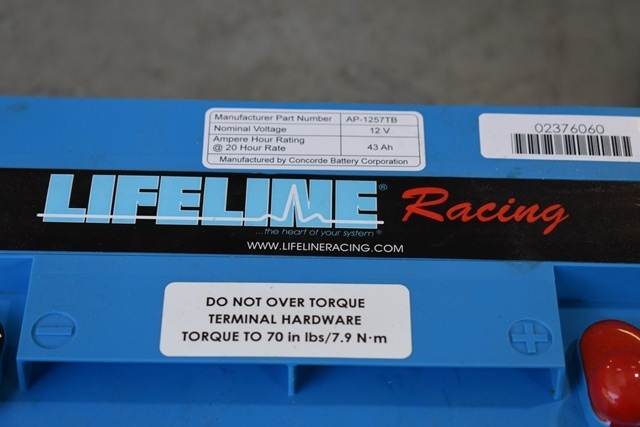 Manufacturer Part Number AP-1257TB
Nominal Voltage 12 V
Ampere Hour Rating
@ 20 Hour Rate 43 Ah
Manufactured by Concorde Battery Corporation
02376060
LIFELINE® Racing
...the heart of your system®
WWW.LIFELINERACING.COM
DO NOT OVER TORQUE
TERMINAL HARDWARE
TORQUE TO 70 in lbs/7.9 N·m
- +